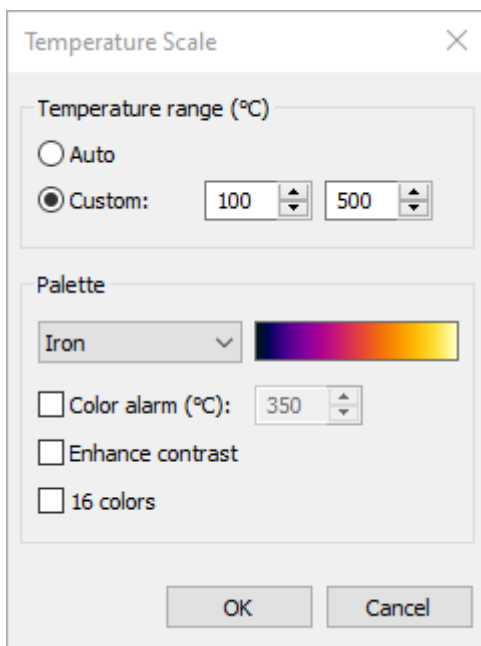 Temperature Scale
Temperature range (°C)
Auto
Custom: 100 500
Palette
Iron
Color alarm (°C): 350
Enhance contrast
16 colors
OK Cancel